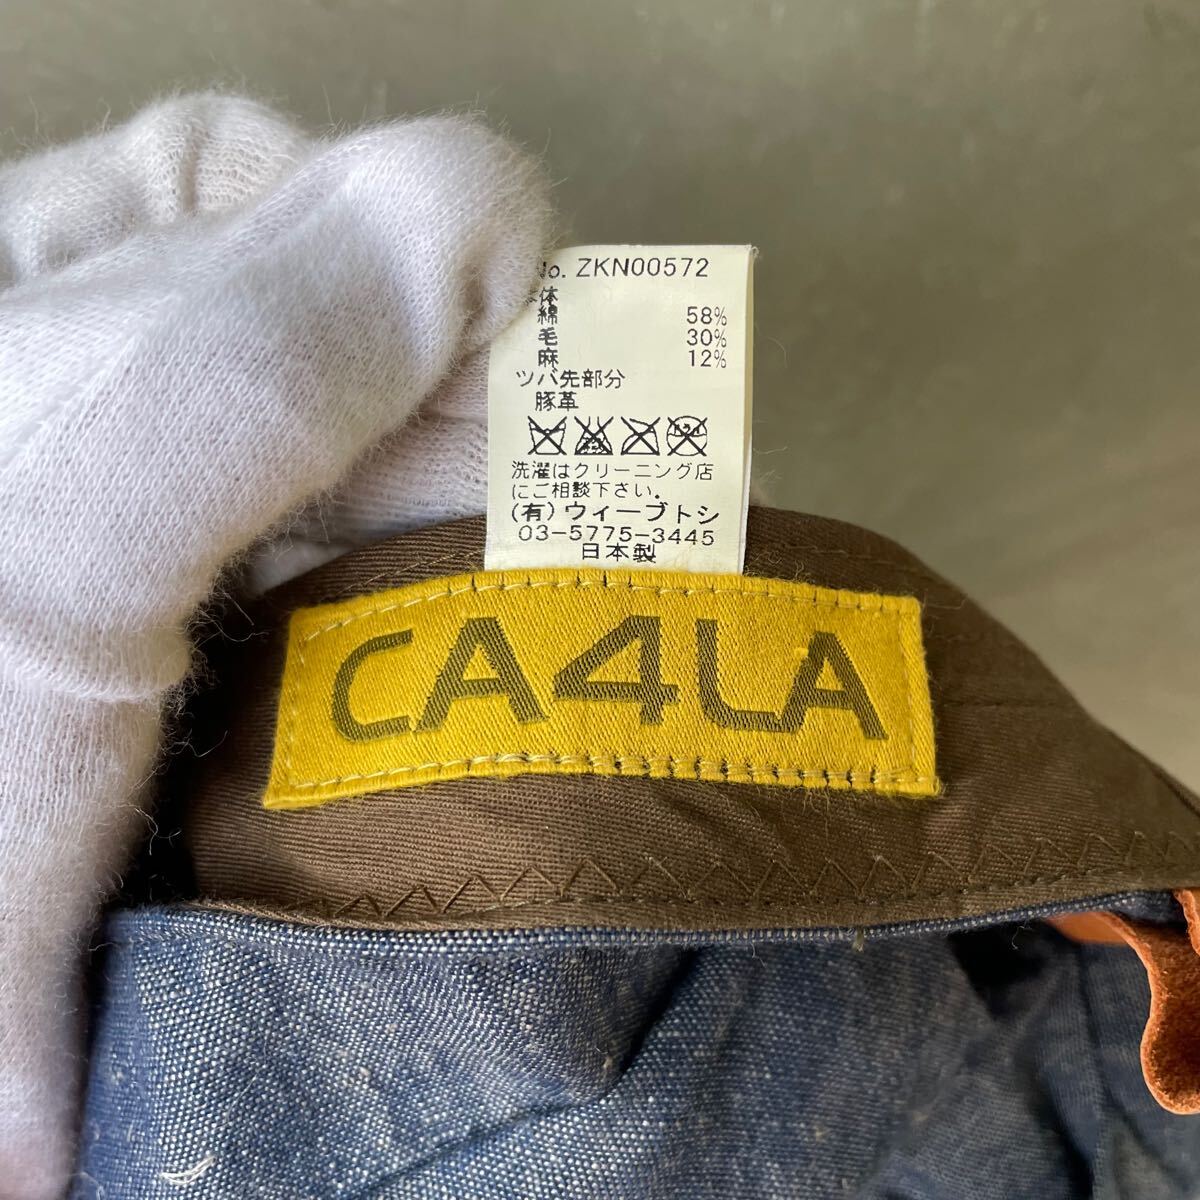 No. ZKN00572
体
綿 58%
毛 30%
麻 12%
ツバ先部分
豚革
洗濯はクリーニング店
にご相談下さい.
(有)ウィーブトシ
03-5775-3445
日本製
CA4LA